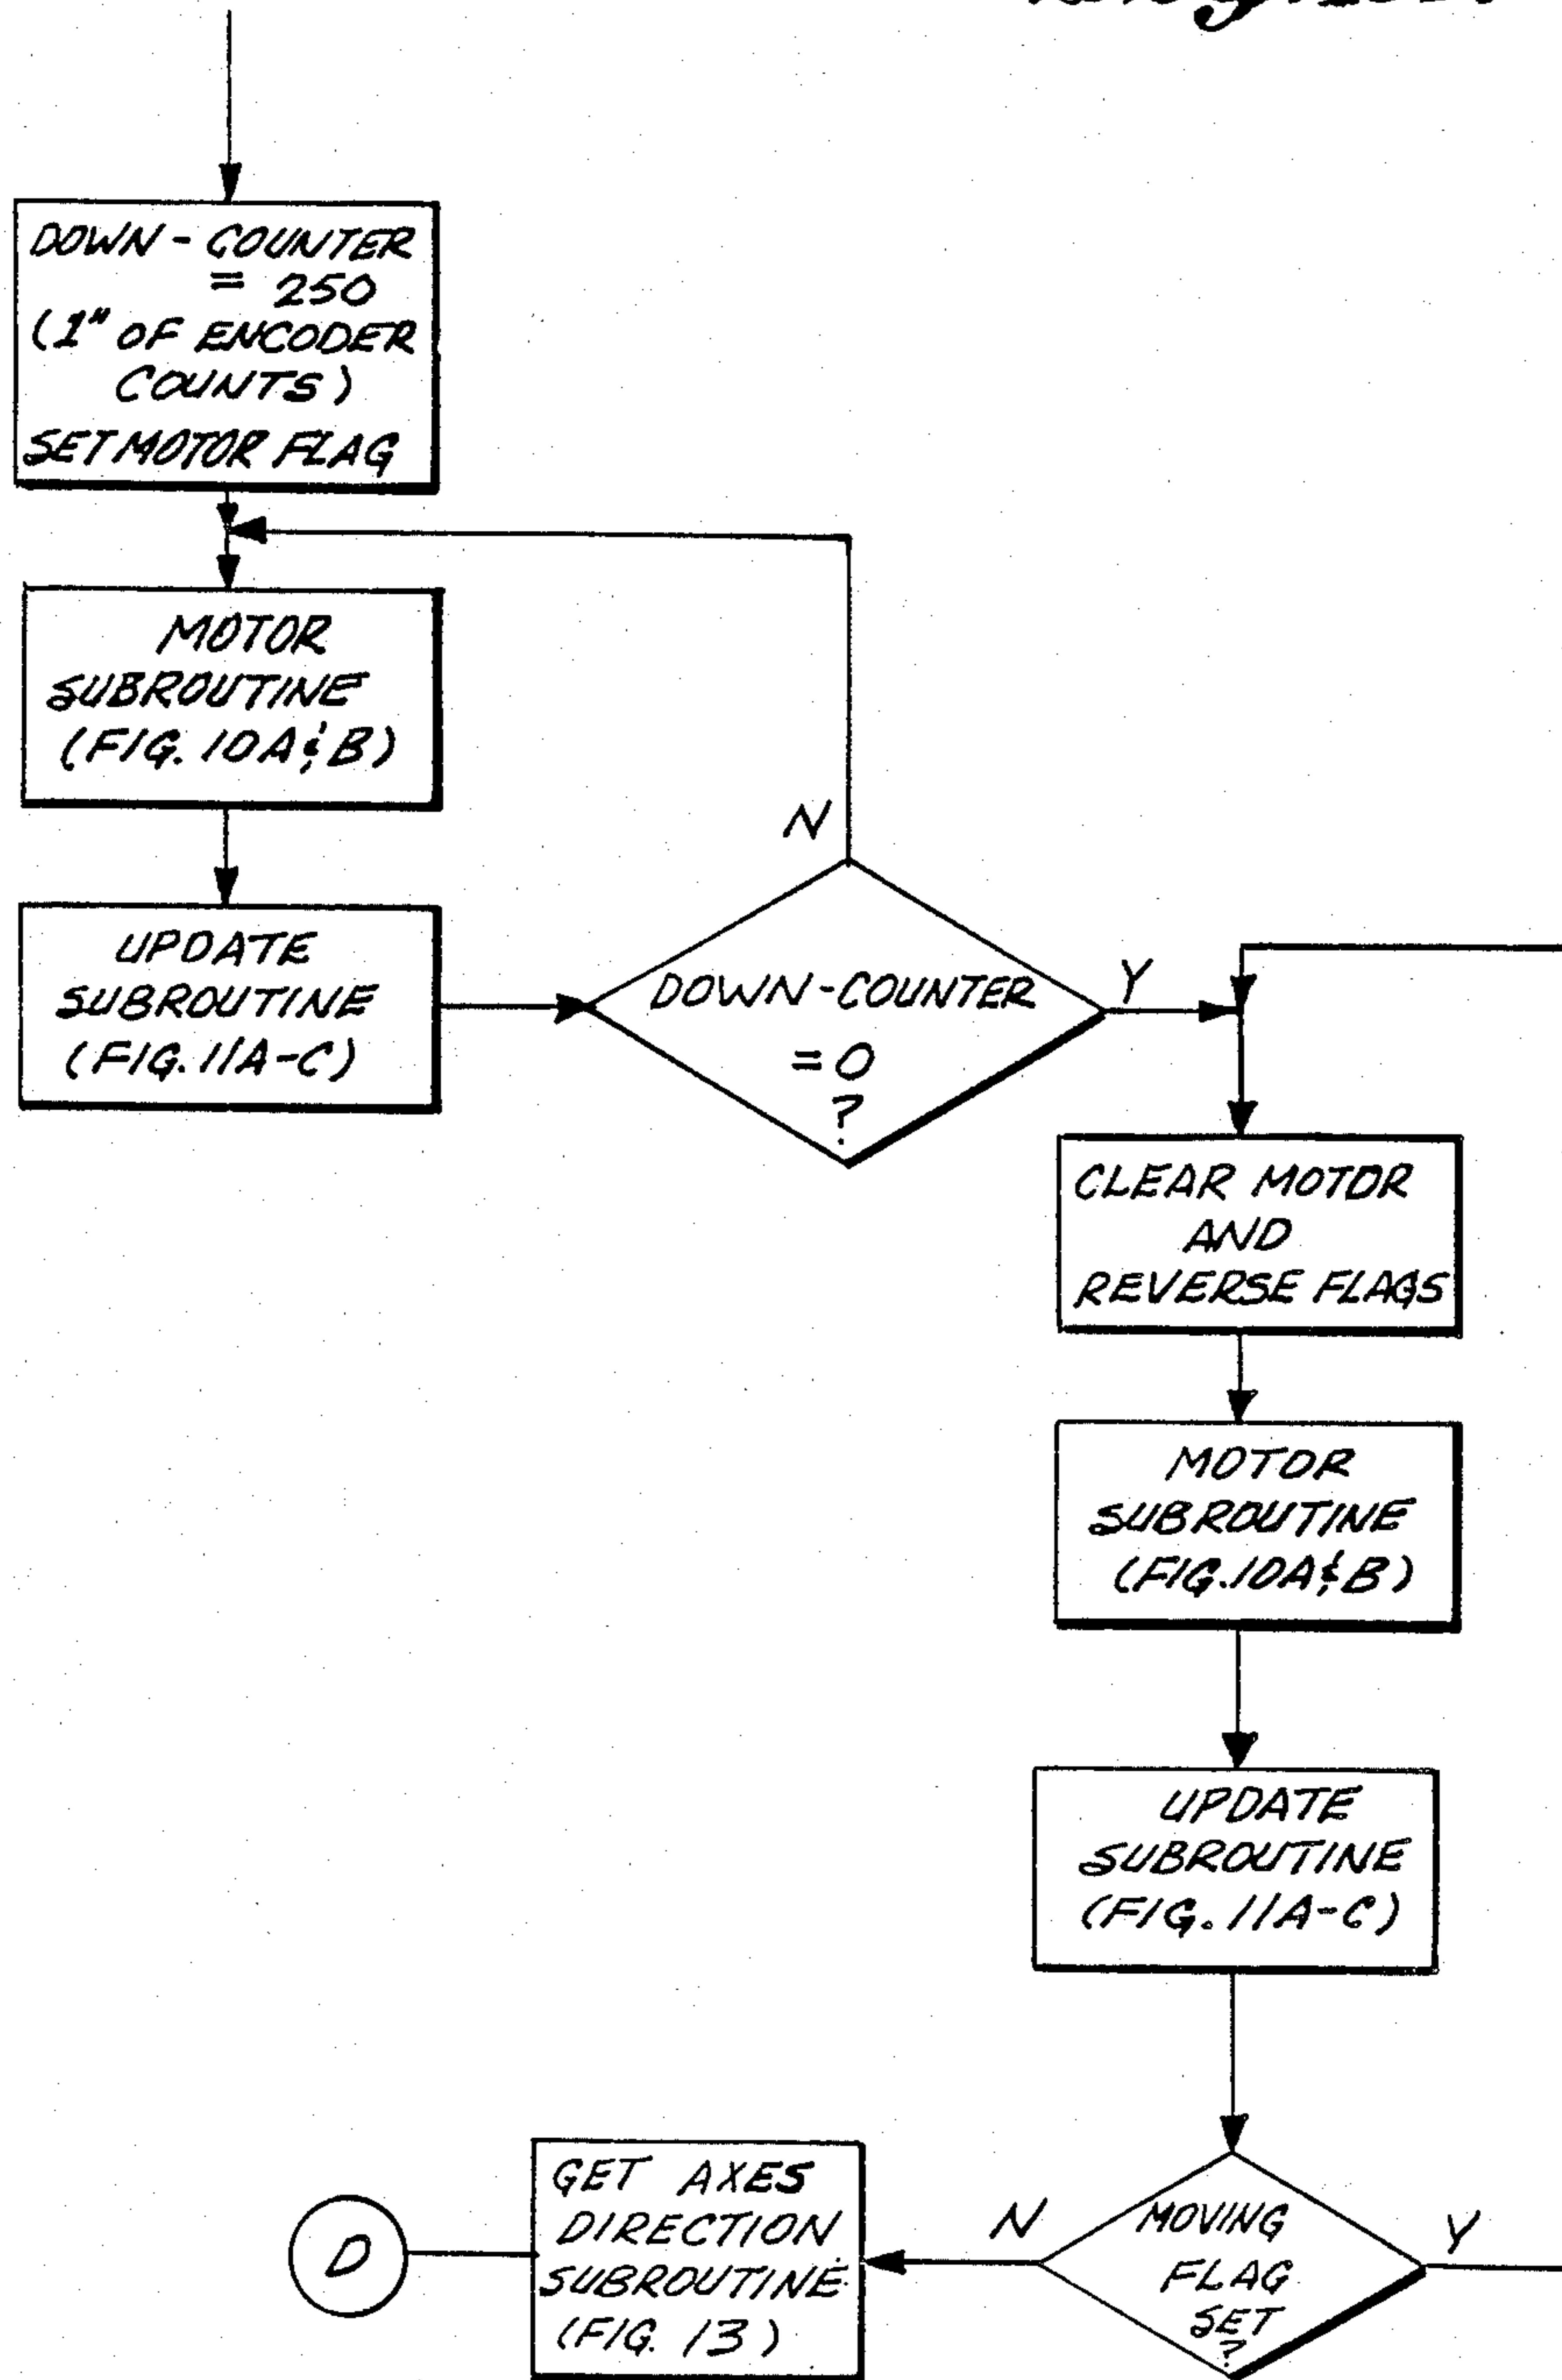 DOWN-COUNTER
= 250
(1" OF ENCODER
COUNTS)
SET MOTOR FLAG
MOTOR
SUBROUTINE
(FIG. 10A & B)
N
UPDATE
SUBROUTINE
(FIG. 11A-C)
DOWN-COUNTER
= 0
?
Y
CLEAR MOTOR
AND
REVERSE FLAGS
MOTOR
SUBROUTINE
(FIG. 10A & B)
UPDATE
SUBROUTINE
(FIG. 11A-C)
MOVING
FLAG
SET
?
Y
N
GET AXES
DIRECTION
SUBROUTINE
(FIG. 13)
D